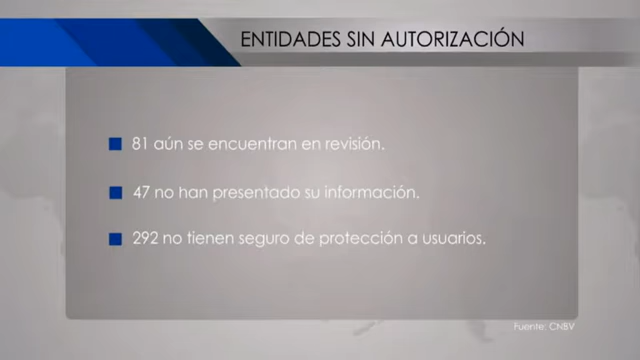 ENTIDADES SIN AUTORIZACIÓN
81 aún se encuentran en revisión.
47 no han presentado su información.
292 no tienen seguro de protección a usuarios.
Fuente: CNBV